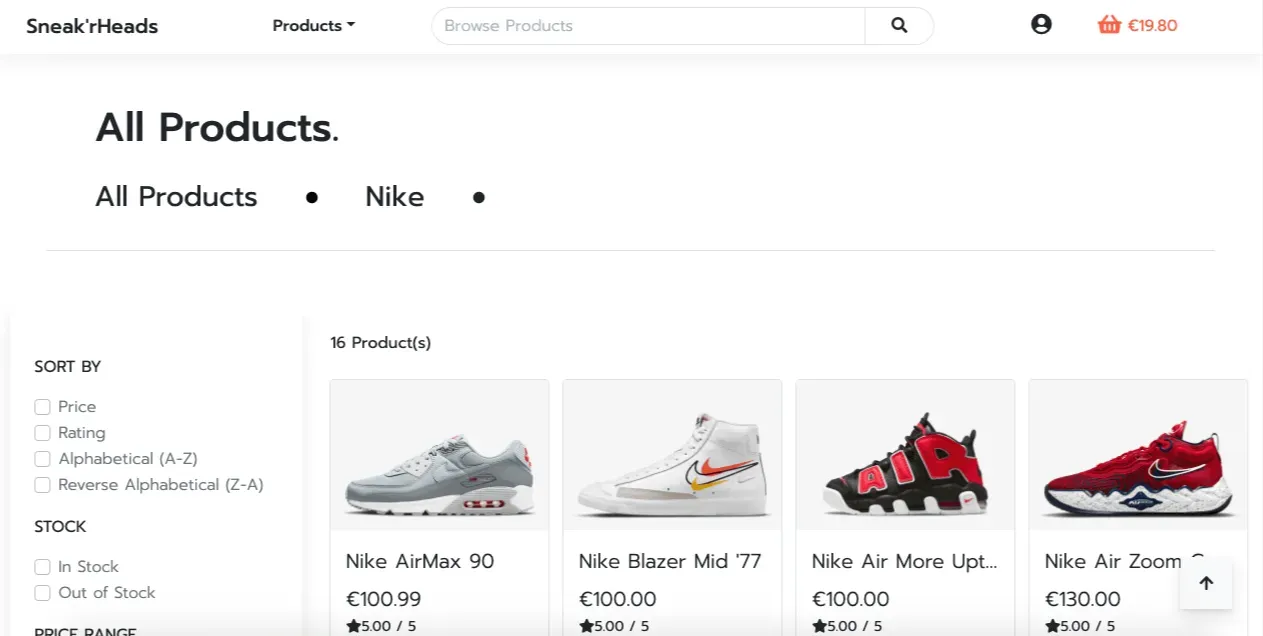 Sneak'rHeads Products Browse Products €19.80
All Products.
All Products • Nike •
SORT BY
Price
Rating
Alphabetical (A-Z)
Reverse Alphabetical (Z-A)
STOCK
In Stock
Out of Stock
PRICE RANGE
16 Product(s)
AIR
Nike AirMax 90
€100.99
5.00 / 5
Nike Blazer Mid '77
€100.00
5.00 / 5
Nike Air More Upt...
€100.00
5.00 / 5
Nike Air Zoom
€130.00
5.00 / 5